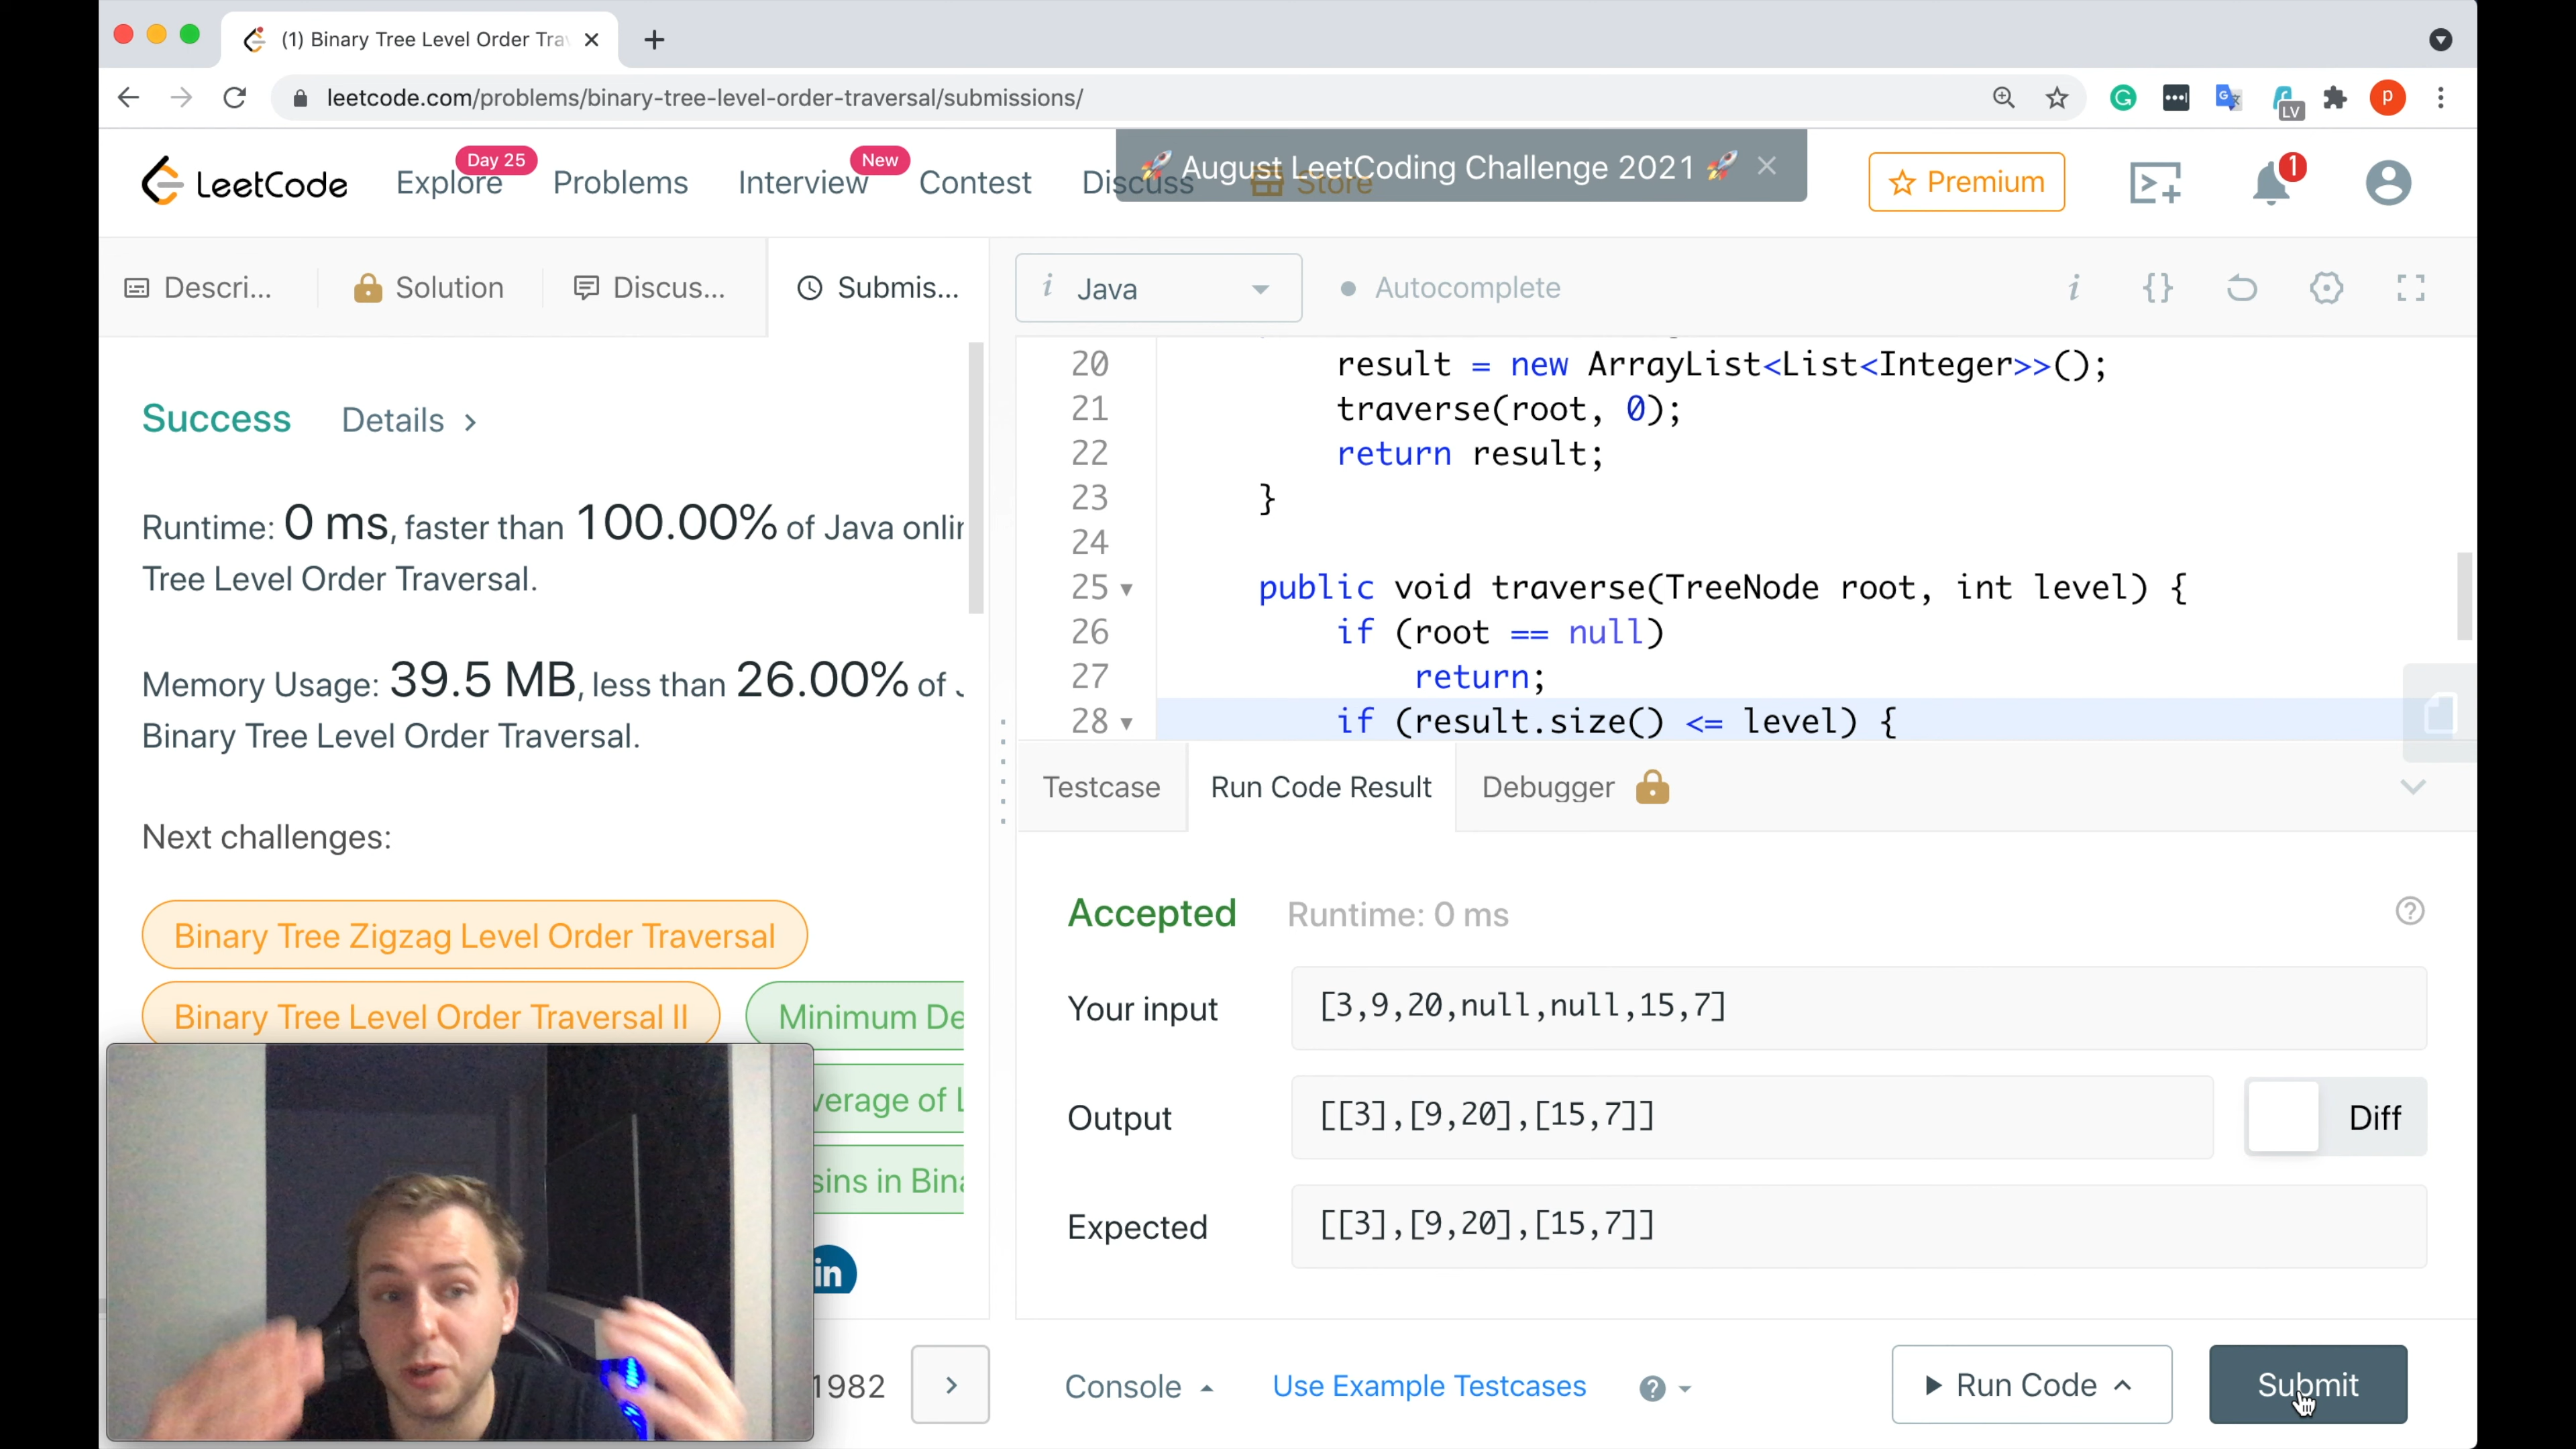 (1) Binary Tree Level Order Tra
leetcode.com/problems/binary-tree-level-order-traversal/submissions/
LV
P
LeetCode
Explore
Day 25
Problems
Interview
New
Contest
Discuss
Store
🚀 August LeetCoding Challenge 2021 🚀
Premium
1
Descri...
Solution
Discus...
Submis...
Success Details >
Runtime: 0 ms, faster than 100.00% of Java onlin
Tree Level Order Traversal.
Memory Usage: 39.5 MB, less than 26.00% of
Binary Tree Level Order Traversal.
Next challenges:
Binary Tree Zigzag Level Order Traversal
Binary Tree Level Order Traversal II
Minimum De
verage of L
sins in Bina
in
1982
i Java
Autocomplete
i {}
20 result = new ArrayList<List<Integer>>();
21 traverse(root, 0);
22 return result;
23 }
24
25 public void traverse(TreeNode root, int level) {
26 if (root == null)
27 return;
28 if (result.size() <= level) {
Testcase
Run Code Result
Debugger
Accepted Runtime: 0 ms
?
Your input [3,9,20,null,null,15,7]
Output [[3],[9,20],[15,7]]
Diff
Expected [[3],[9,20],[15,7]]
Console
Use Example Testcases
?
Run Code
Submit